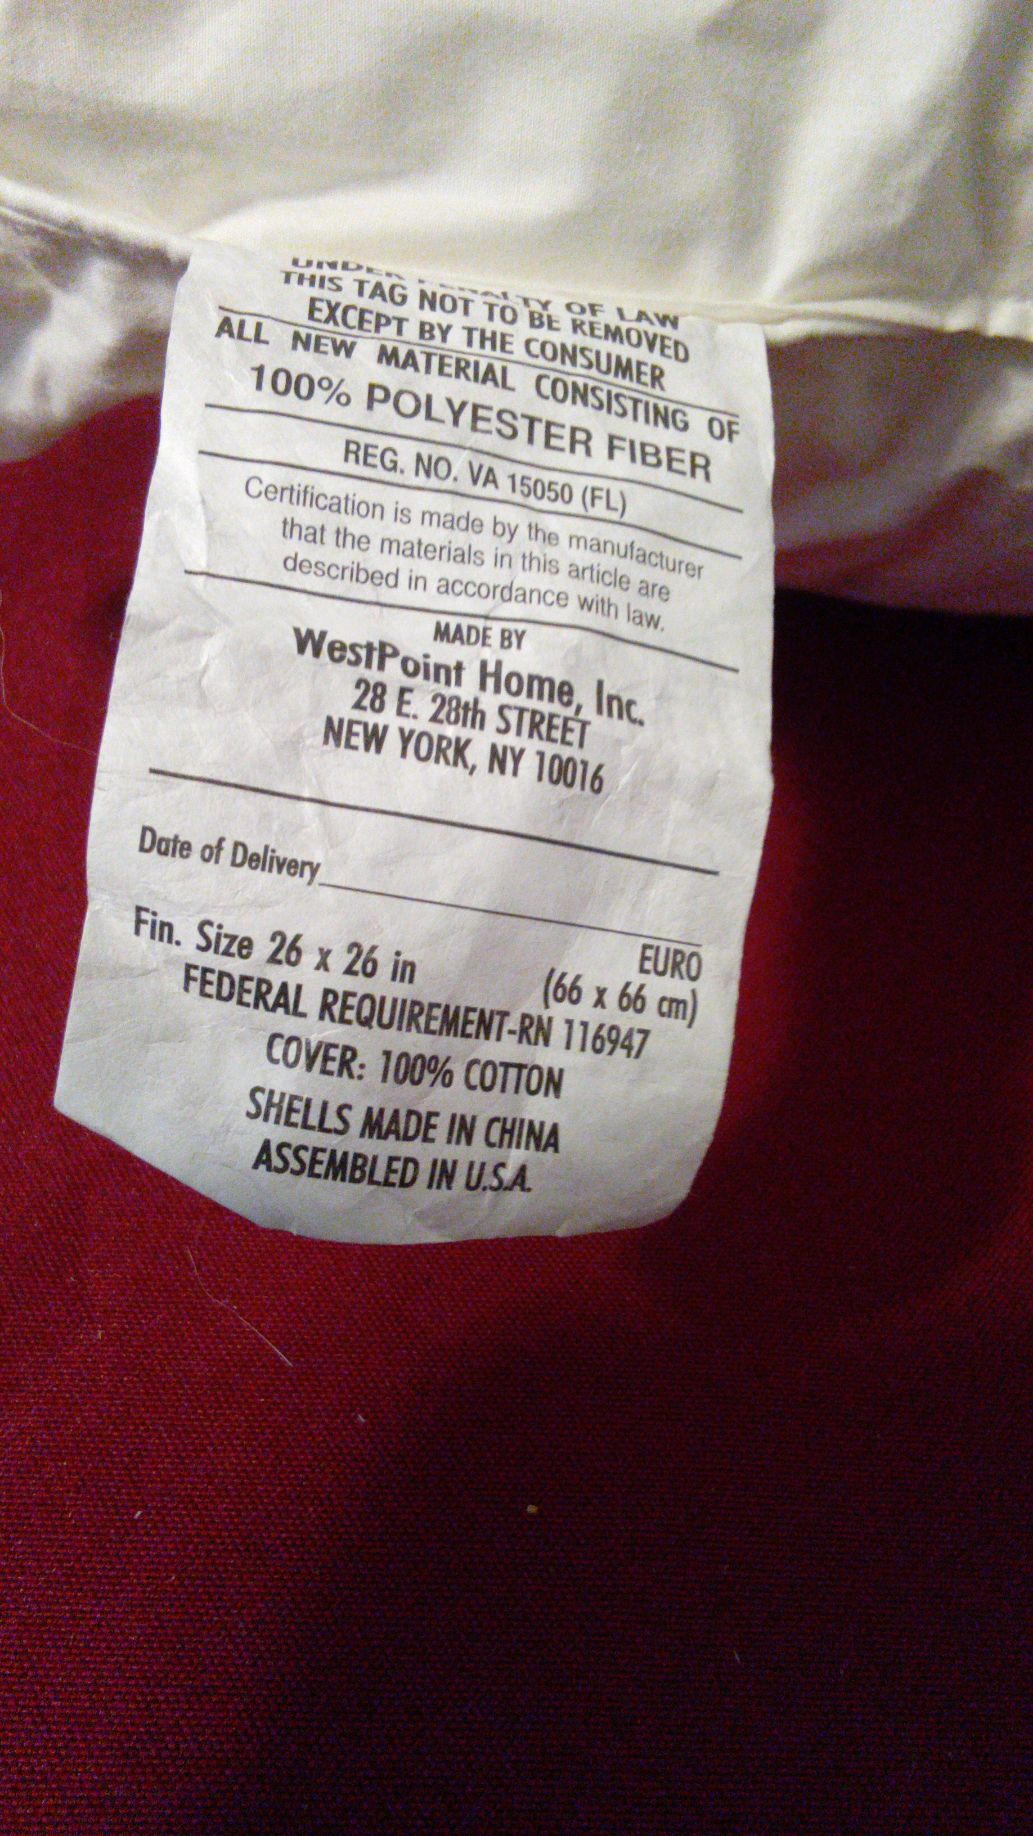 UNDER PENALTY OF LAW
THIS TAG NOT TO BE REMOVED
EXCEPT BY THE CONSUMER
ALL NEW MATERIAL CONSISTING OF
100% POLYESTER FIBER
REG. NO. VA 15050 (FL)
Certification is made by the manufacturer
that the materials in this article are
described in accordance with law.
MADE BY
WestPoint Home, Inc.
28 E. 28th STREET
NEW YORK, NY 10016
Date of Delivery
EURO
Fin. Size 26 x 26 in (66 x 66 cm)
FEDERAL REQUIREMENT-RN 116947
COVER: 100% COTTON
SHELLS MADE IN CHINA
ASSEMBLED IN U.S.A.